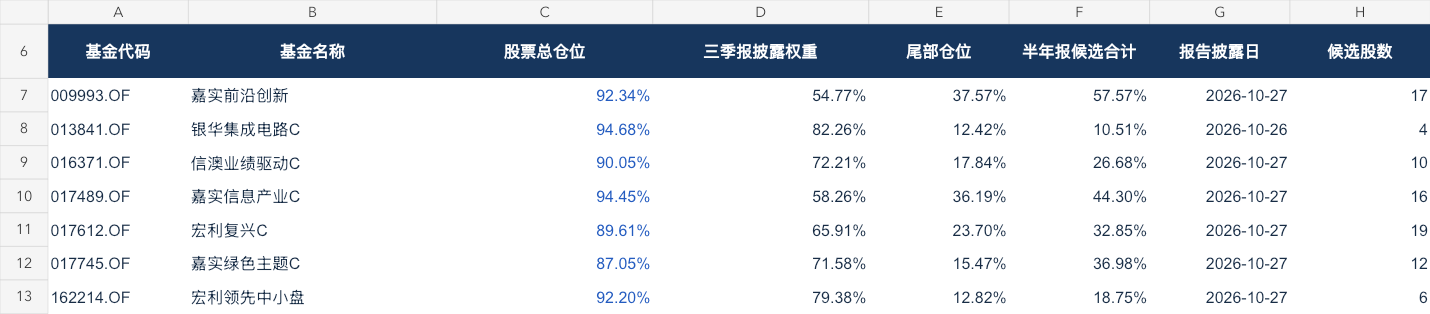 A B C D E F G H
6 基金代码 基金名称 股票总仓位 三季报披露权重 尾部仓位 半年报候选合计 报告披露日 候选股数
7 009993.OF 嘉实前沿创新 92.34% 54.77% 37.57% 57.57% 2026-10-27 17
8 013841.OF 银华集成电路C 94.68% 82.26% 12.42% 10.51% 2026-10-26 4
9 016371.OF 信澳业绩驱动C 90.05% 72.21% 17.84% 26.68% 2026-10-27 10
10 017489.OF 嘉实信息产业C 94.45% 58.26% 36.19% 44.30% 2026-10-27 16
11 017612.OF 宏利复兴C 89.61% 65.91% 23.70% 32.85% 2026-10-27 19
12 017745.OF 嘉实绿色主题C 87.05% 71.58% 15.47% 36.98% 2026-10-27 12
13 162214.OF 宏利领先中小盘 92.20% 79.38% 12.82% 18.75% 2026-10-27 6